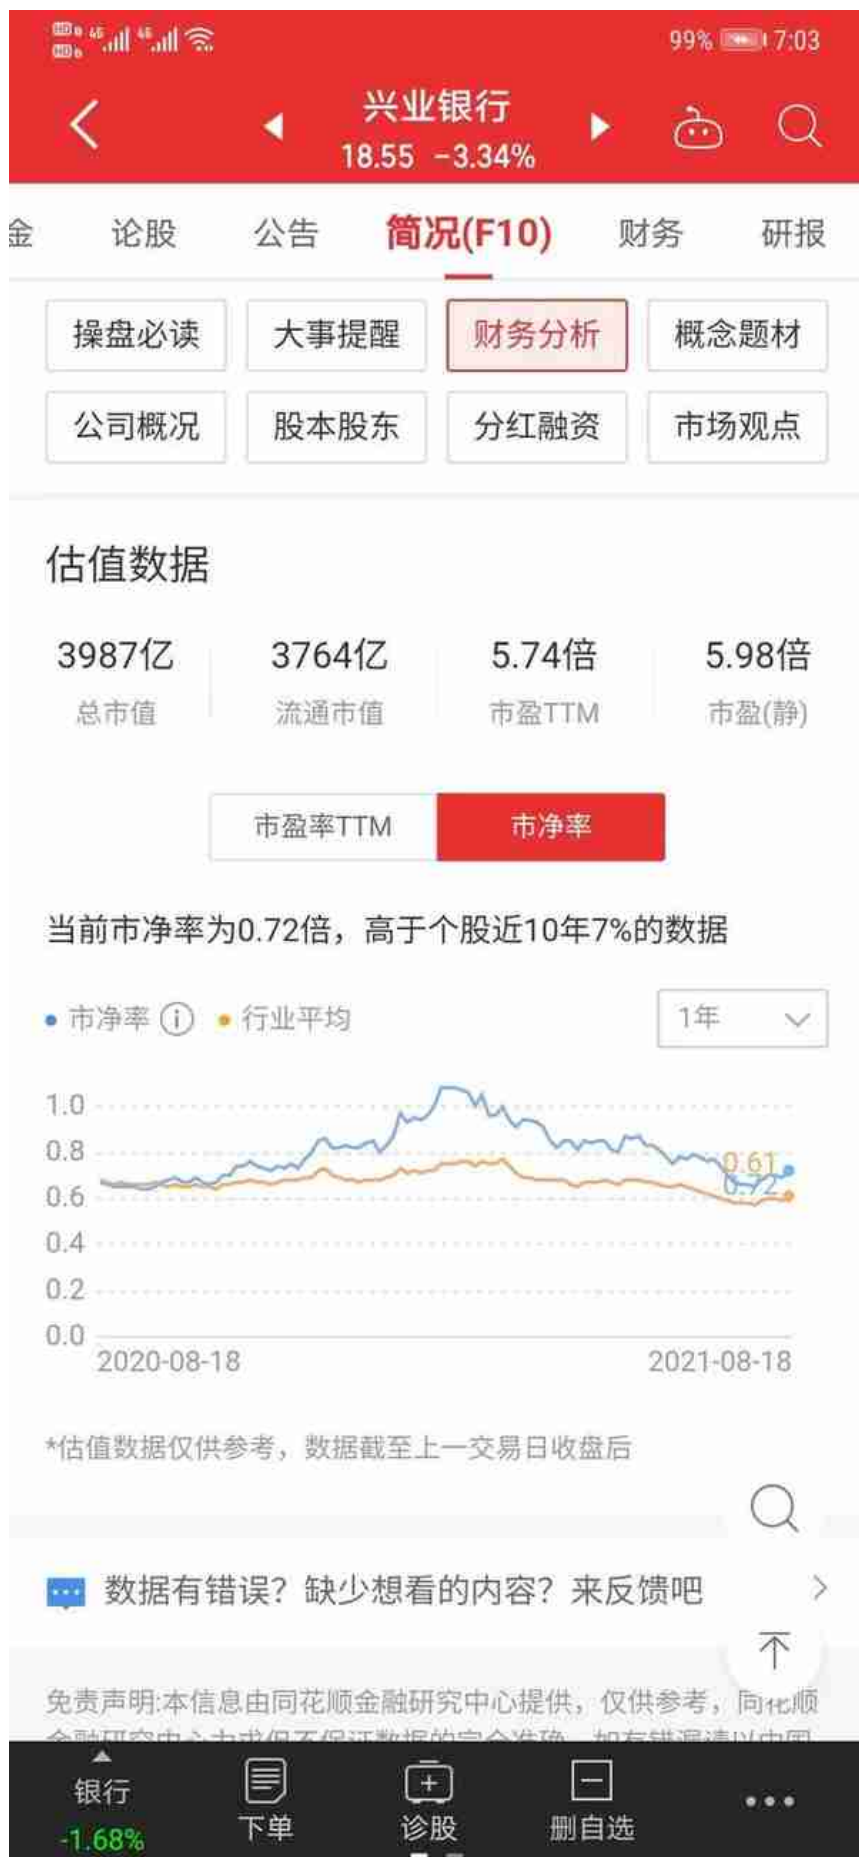 HD 4G 4G 99% 7:03
HD
兴业银行
18.55 -3.34%
金 论股 公告 简况(F10) 财务 研报
操盘必读 大事提醒 财务分析 概念题材
公司概况 股本股东 分红融资 市场观点
估值数据
3987亿 3764亿 5.74倍 5.98倍
总市值 流通市值 市盈TTM 市盈(静)
市盈率TTM 市净率
当前市净率为0.72倍，高于个股近10年7%的数据
市净率 行业平均 1年
1.0
0.8
0.61
0.72
0.6
0.4
0.2
0.0
2020-08-18 2021-08-18
*估值数据仅供参考，数据截至上一交易日收盘后
数据有错误？缺少想看的内容？来反馈吧
免责声明:本信息由同花顺金融研究中心提供，仅供参考，同花顺
银行 下单 诊股 删自选
-1.68%